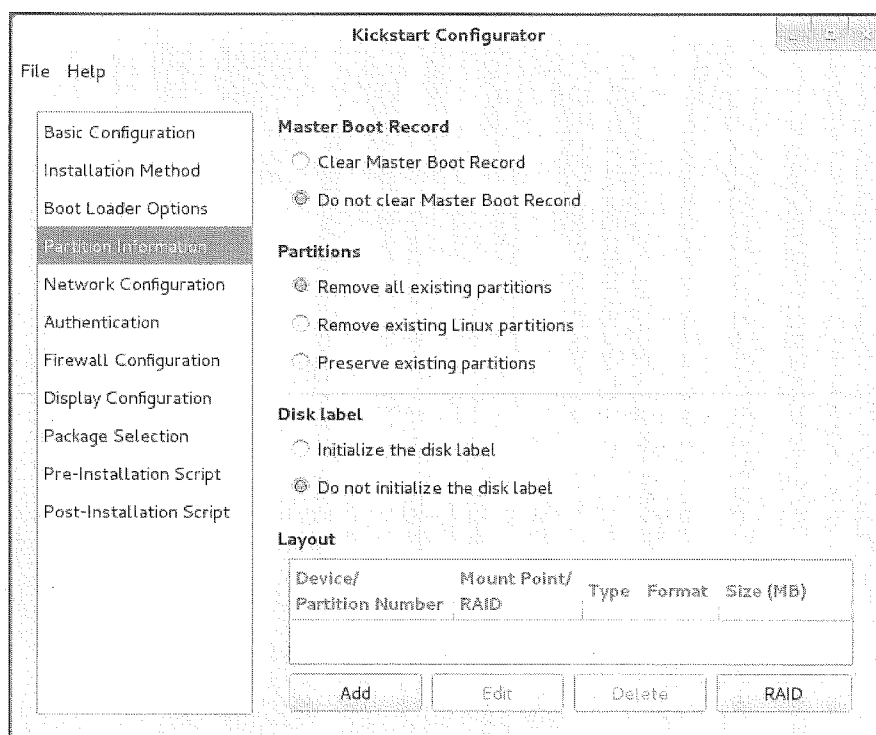 Kickstart Configurator
File Help
Basic Configuration
Installation Method
Boot Loader Options
Partition Information
Network Configuration
Authentication
Firewall Configuration
Display Configuration
Package Selection
Pre-Installation Script
Post-Installation Script
Master Boot Record
Clear Master Boot Record
Do not clear Master Boot Record
Partitions
Remove all existing partitions
Remove existing Linux partitions
Preserve existing partitions
Disk label
Initialize the disk label
Do not initialize the disk label
Layout
Device/ Mount Point/
Partition Number RAID Type Format Size (MB)
Add Edit Delete RAID